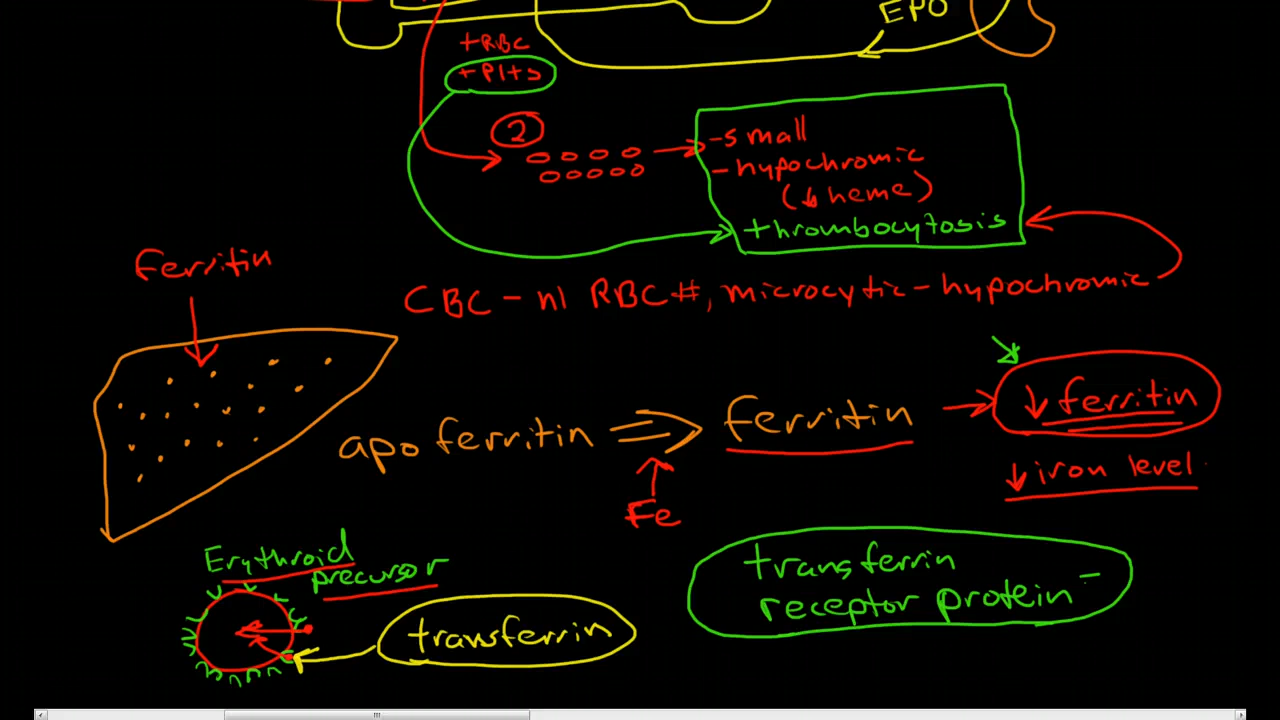 EPO
+RBC
+Plts
2
-small
-hypochromic
(↓heme)
+thrombocytosis
ferritin
CBC - nl RBC#, microcytic-hypochromic
apoferritin ⇒ ferritin → ↓ ferritin
↓ iron level
Fe
Erythroid
precursor
transferrin
transferrin
receptor protein